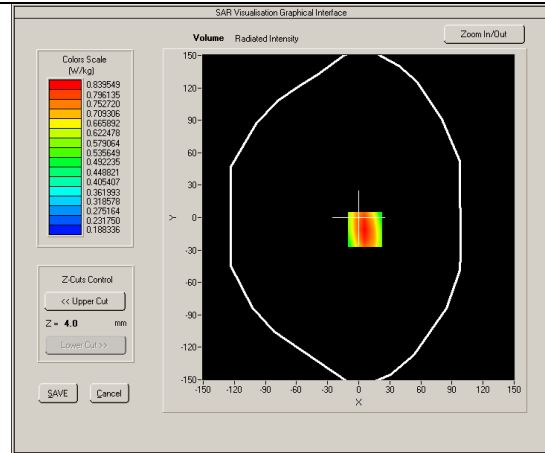 SAR Visualisation Graphical Interface
Volume Radiated Intensity
Zoom In/Out
Colors Scale
(W/kg)
0.839549
0.796135
0.752720
0.709306
0.665892
0.622478
0.579064
0.535649
0.492235
0.448821
0.405407
0.361993
0.318578
0.275164
0.231750
0.188336
Z-Cuts Control
<< Upper Cut
Z = 4.0 mm
Lower Cut >>
SAVE Cancel
150-
120-
90-
60-
30-
0-
-30-
-60-
-90-
-120-
-150-
Y
-150 -120 -90 -60 -30 0 30 60 90 120 150
X